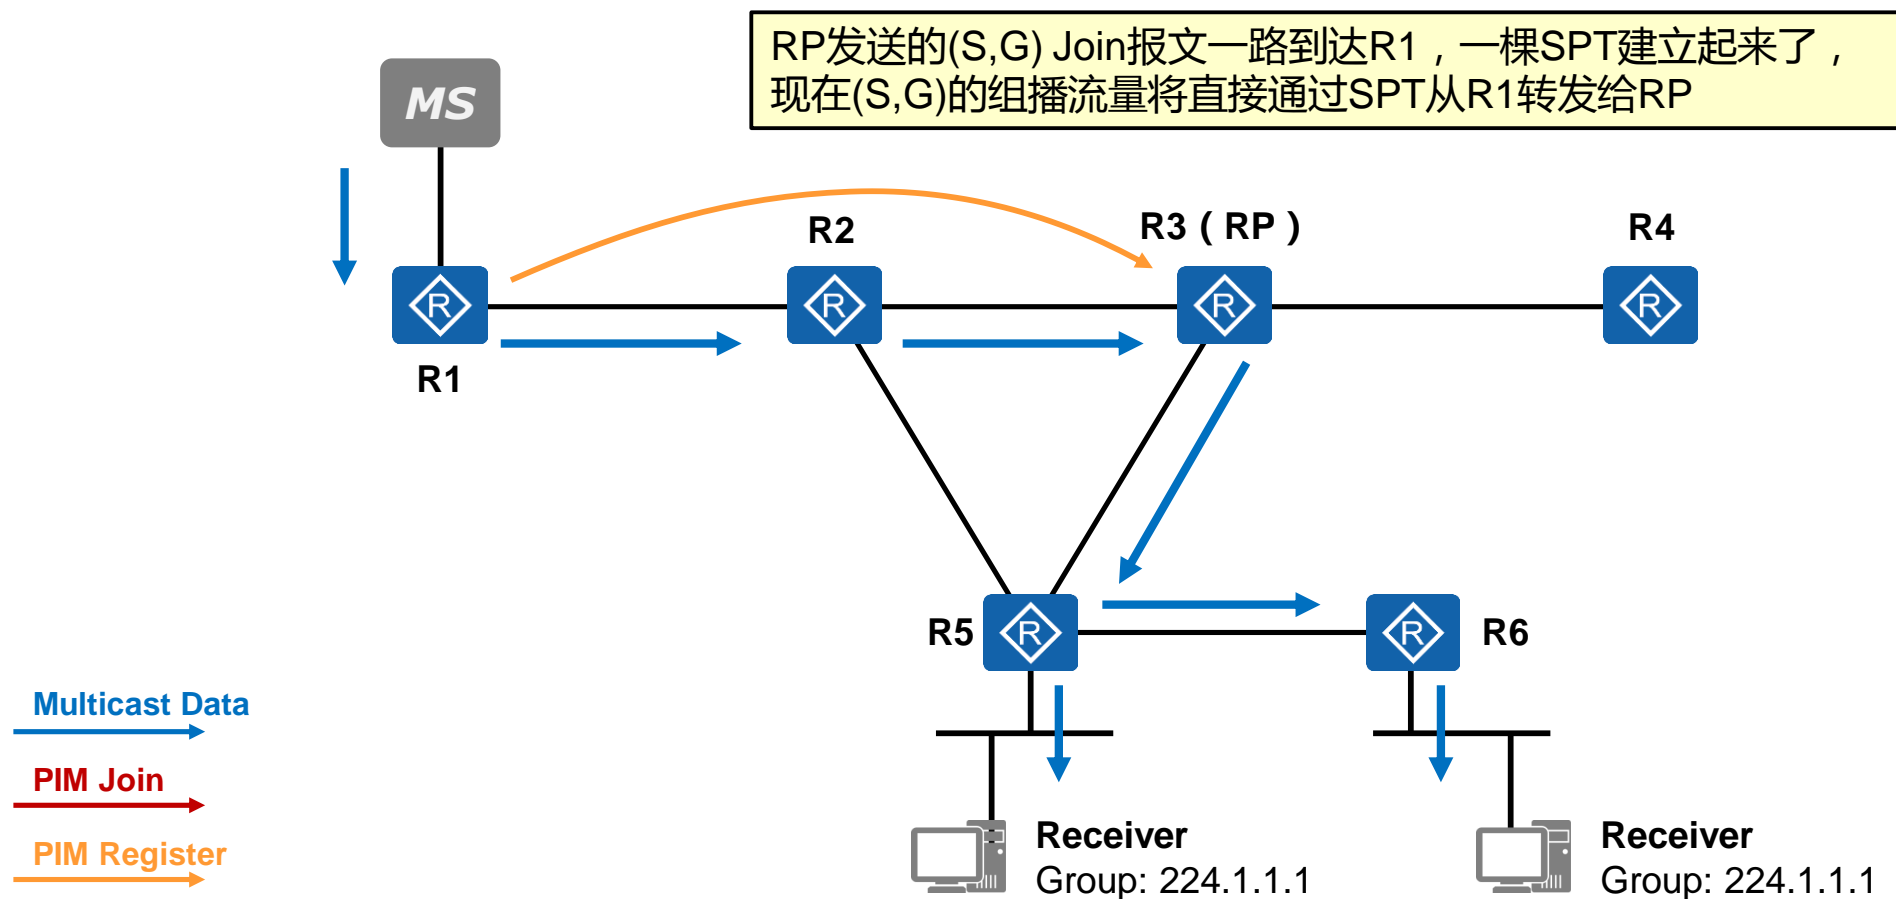 RP发送的(S,G) Join报文一路到达R1，一棵SPT建立起来了，
现在(S,G)的组播流量将直接通过SPT从R1转发给RP
MS
R2
R3（RP）
R4
R
R
R
R
R1
R5
R
R
R6
Multicast Data
PIM Join
PIM Register
Receiver
Group: 224.1.1.1
Receiver
Group: 224.1.1.1